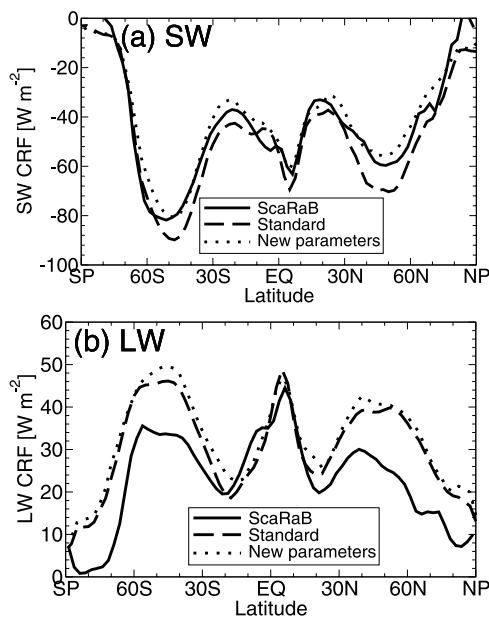 (a) SW
0
-20
-40
-60
-80
-100
SW CRF [W m-2]
ScaRaB
Standard
New parameters
SP 60S 30S EQ 30N 60N NP
Latitude
(b) LW
60
50
40
30
20
10
0
LW CRF [W m-2]
ScaRaB
Standard
New parameters
SP 60S 30S EQ 30N 60N NP
Latitude